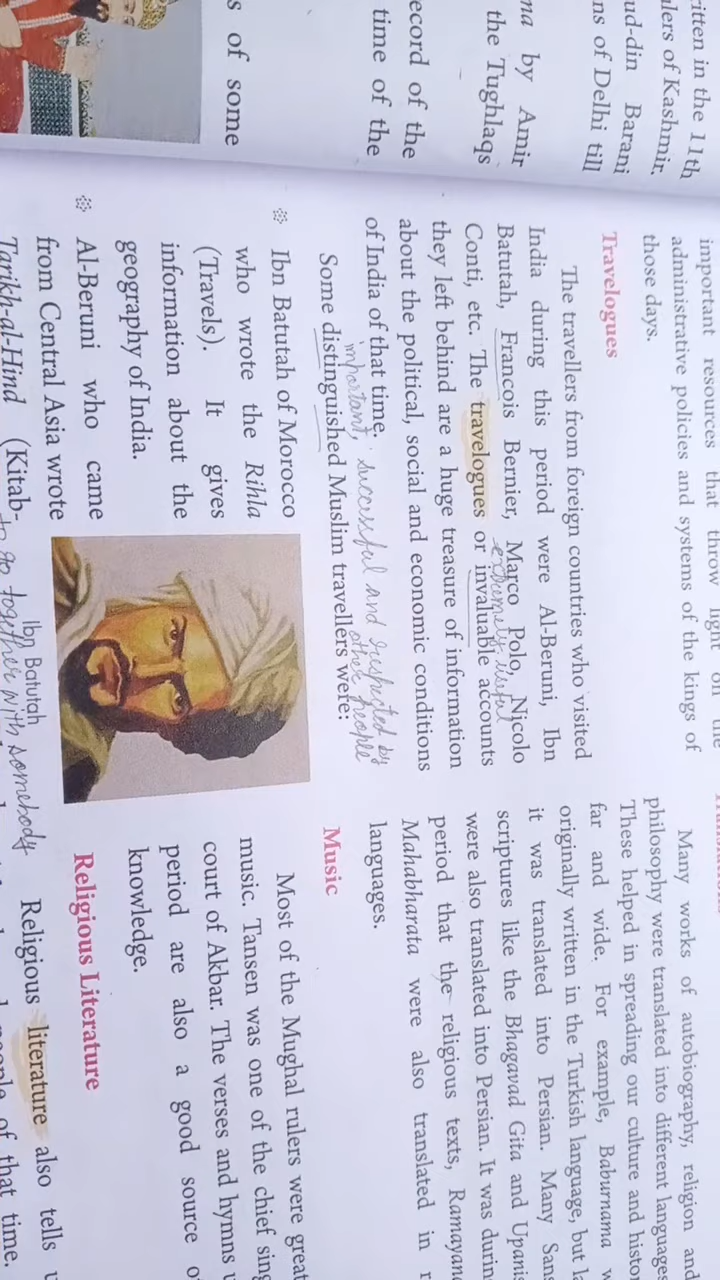 ritten in the 11th
ulers of Kashmir.
ud-din Barani
ns of Delhi till
na by Amir
the Tughlaqs
ecord of the
time of the
s of some
important resources that throw light on the
administrative policies and systems of the kings of
those days.
Travelogues
The travellers from foreign countries who visited
India during this period were Al-Beruni, Ibn
Batutah, Francois Bernier, Marco Polo, Nicolo
extremely useful
Conti, etc. The travelogues or invaluable accounts
they left behind are a huge treasure of information
about the political, social and economic conditions
of India of that time.
important, successful and respected by
other people
Some distinguished Muslim travellers were:
Ibn Batutah of Morocco
who wrote the Rihla
(Travels). It gives
information about the
geography of India.
Al-Beruni who came
from Central Asia wrote
Tarikh-al-Hind (Kitab-
Ibn Batutah
to go together with somebody
Many works of autobiography, religion and
philosophy were translated into different languages
These helped in spreading our culture and histo
far and wide. For example, Baburnama w
originally written in the Turkish language, but la
it was translated into Persian. Many Sans
scriptures like the Bhagavad Gita and Upanis
were also translated into Persian. It was durin
period that the religious texts, Ramayana
Mahabharata were also translated in r
languages.
Music
Most of the Mughal rulers were great
music. Tansen was one of the chief sing
court of Akbar. The verses and hymns
period are also a good source o
knowledge.
Religious Literature
Religious literature also tells u
people of that time.